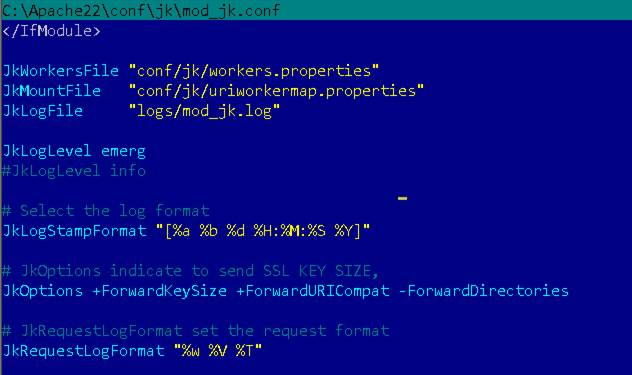 C:\Apache22\conf\jk\mod_jk.conf
</IfModule>
JkWorkersFile "conf/jk/workers.properties"
JkMountFile   "conf/jk/uriworkermap.properties"
JkLogFile     "logs/mod_jk.log"
JkLogLevel emerg
#JkLogLevel info
# Select the log format
JkLogStampFormat "[%a %b %d %H:%M:%S %Y]"
# JkOptions indicate to send SSL KEY SIZE,
JkOptions +ForwardKeySize +ForwardURICompat -ForwardDirectories
# JkRequestLogFormat set the request format
JkRequestLogFormat "%w %V %T"